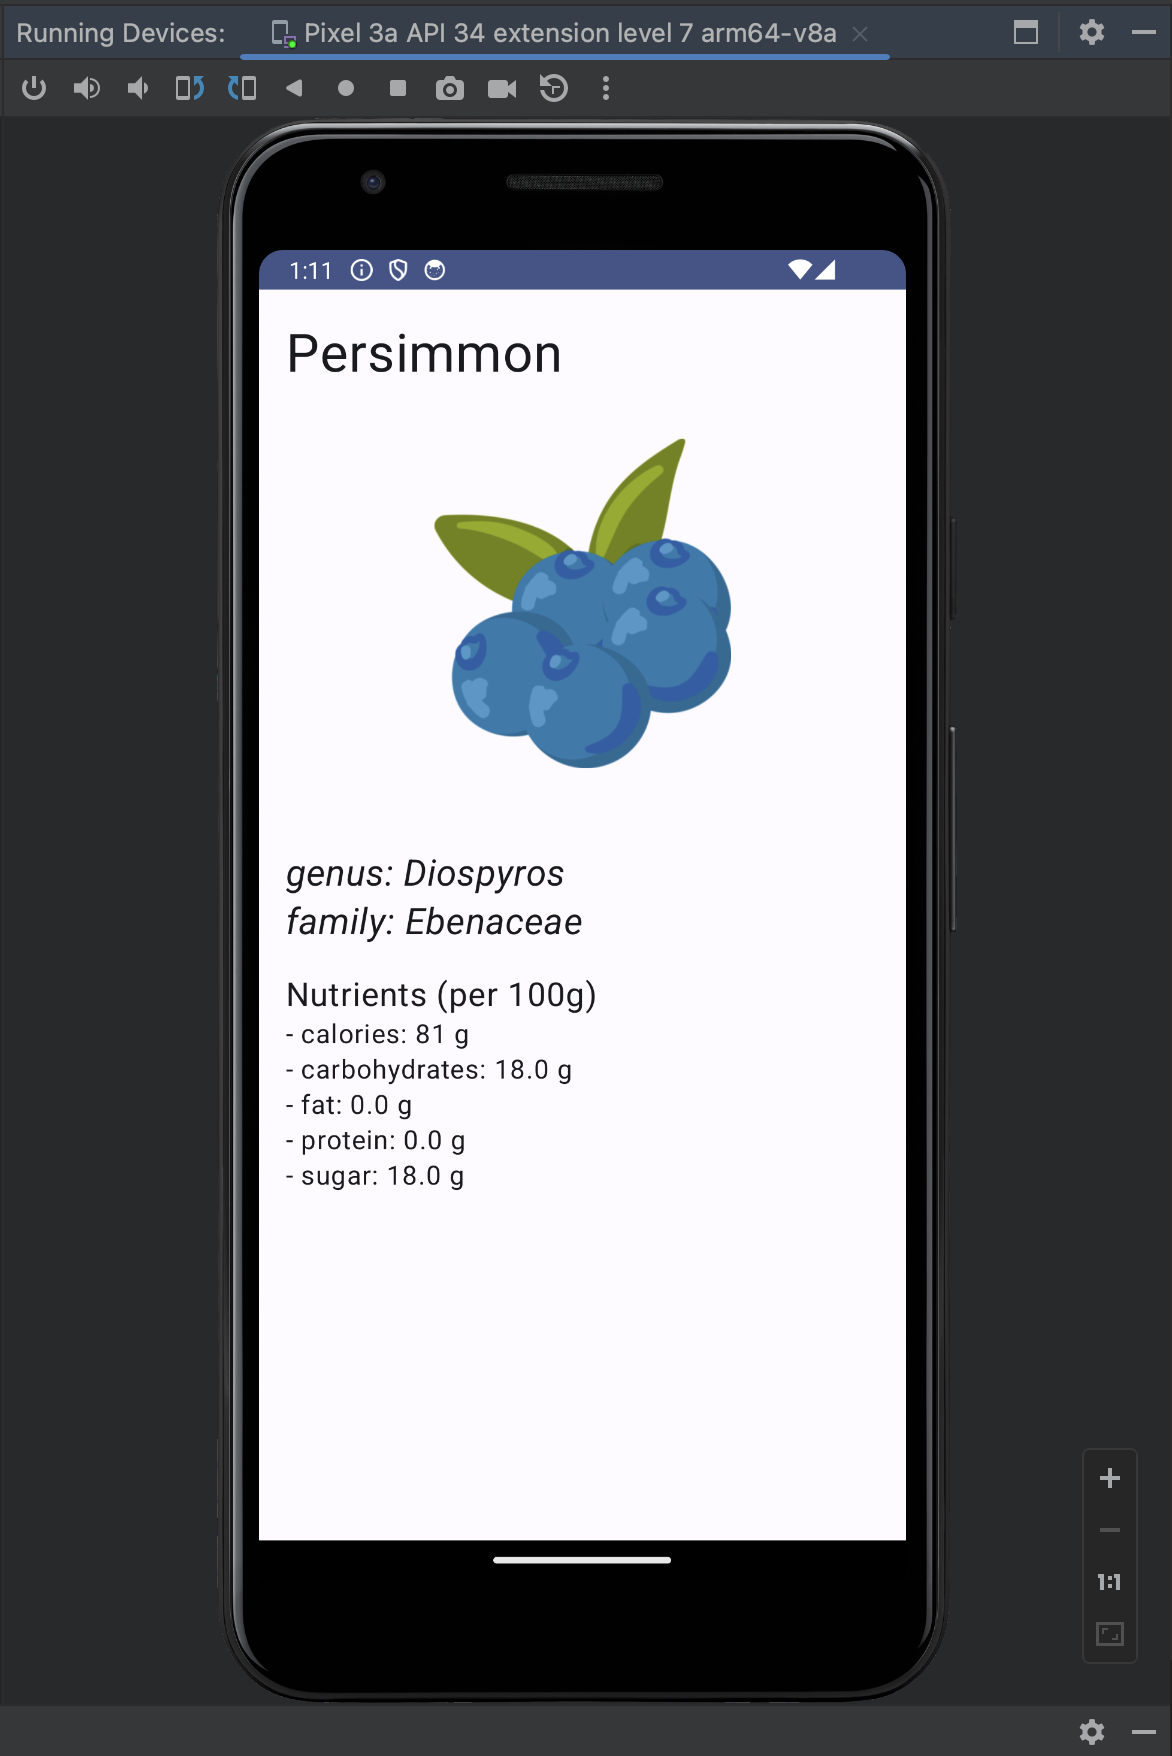 Running Devices: Pixel 3a API 34 extension level 7 arm64-v8a
1:11
Persimmon
genus: Diospyros
family: Ebenaceae
Nutrients (per 100g)
- calories: 81 g
- carbohydrates: 18.0 g
- fat: 0.0 g
- protein: 0.0 g
- sugar: 18.0 g
1:1